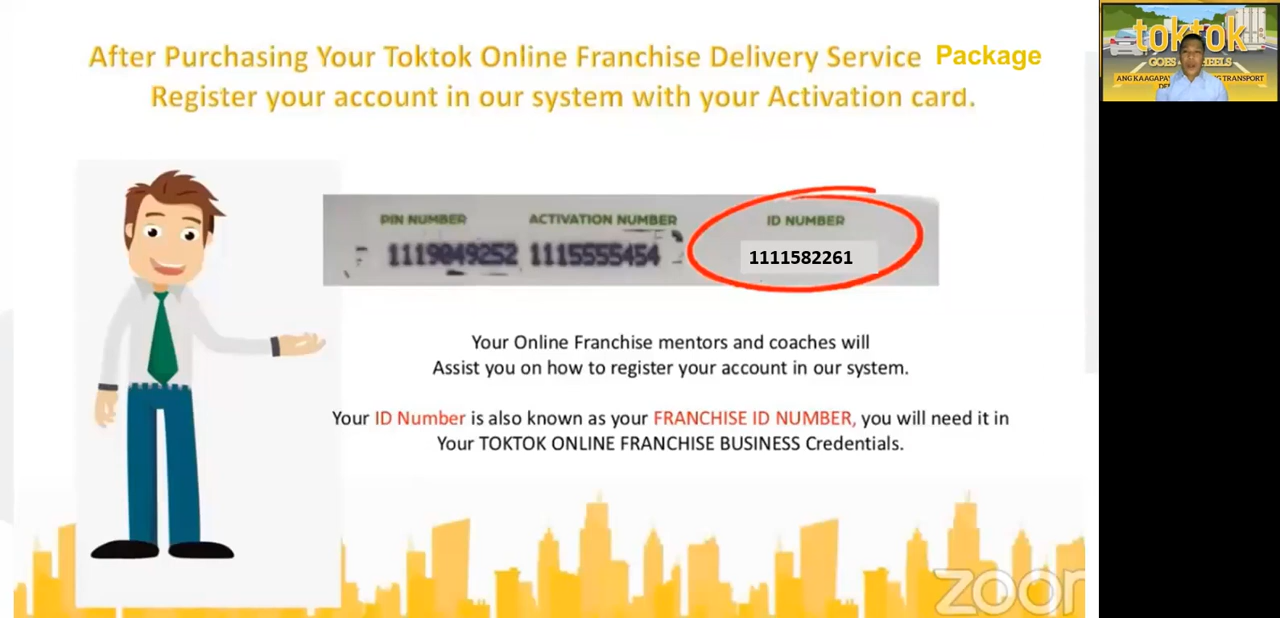 After Purchasing Your Toktok Online Franchise Delivery Service Package
Register your account in our system with your Activation card.
PIN NUMBER ACTIVATION NUMBER ID NUMBER
1119049252 1115555454 1111582261
Your Online Franchise mentors and coaches will
Assist you on how to register your account in our system.
Your ID Number is also known as your FRANCHISE ID NUMBER, you will need it in
Your TOKTOK ONLINE FRANCHISE BUSINESS Credentials.
zoom
toktok
GOES
ANG TRANSPORT